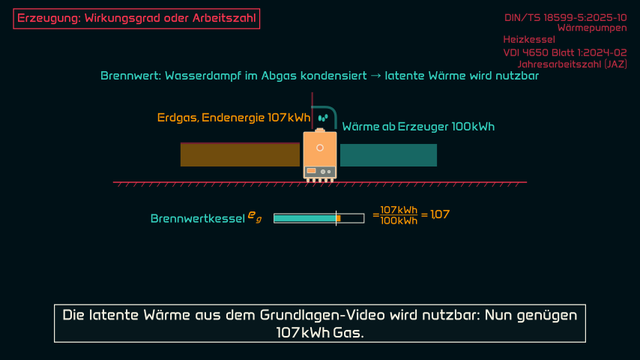 Erzeugung: Wirkungsgrad oder Arbeitszahl
DIN/TS 18599-5:2025-10
Wärmepumpen
Heizkessel
VDI 4650 Blatt 1:2024-02
Jahresarbeitszahl (JAZ)
Brennwert: Wasserdampf im Abgas kondensiert → latente Wärme wird nutzbar
Erdgas, Endenergie 107 kWh
Wärme ab Erzeuger 100 kWh
Brennwertkessel e_g = 107 kWh / 100 kWh = 1,07
Die latente Wärme aus dem Grundlagen-Video wird nutzbar: Nun genügen
107 kWh Gas.